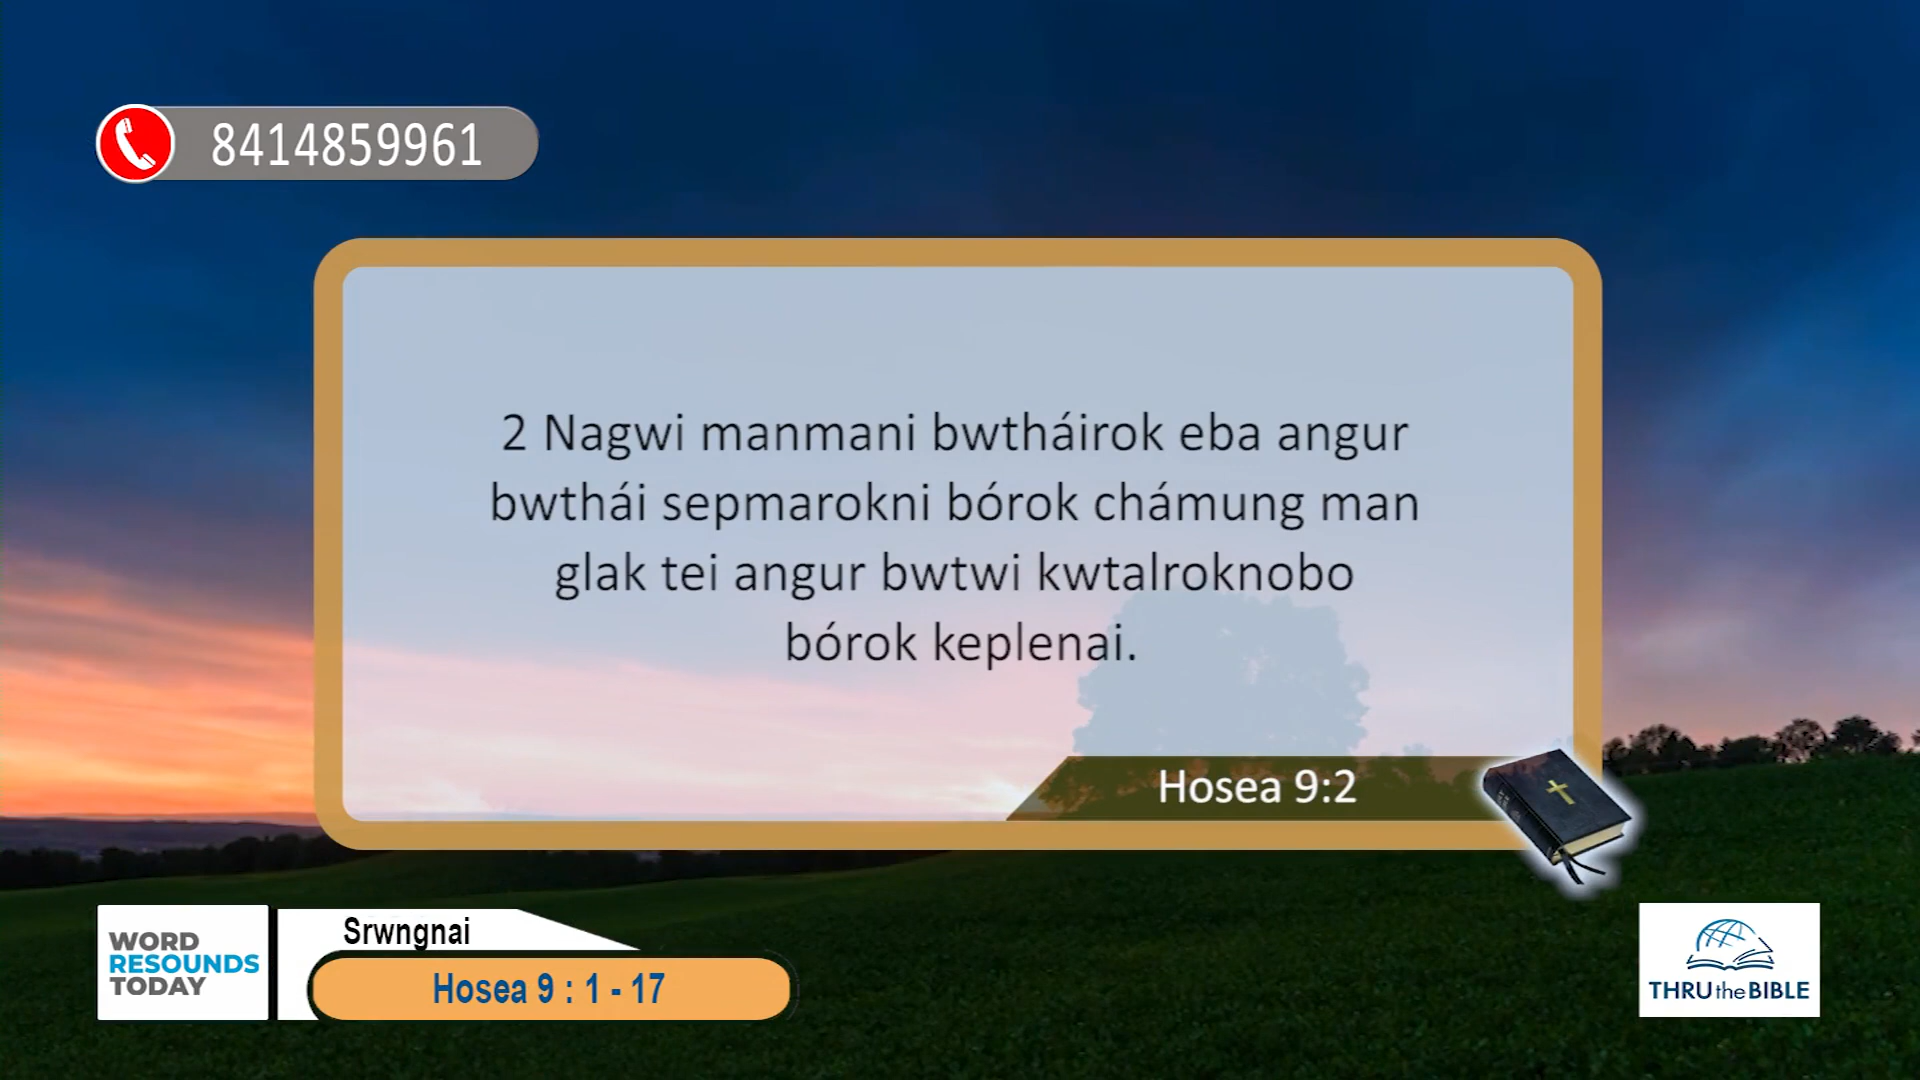 8414859961
2 Nagwi manmani bwtháirok eba angur
bwthái sepmarokni bórok chámung man
glak tei angur bwtwi kwtalroknobo
bórok keplenai.
Hosea 9:2
WORD
RESOUNDS
TODAY
Srwngnai
Hosea 9 : 1 - 17
THRU the BIBLE